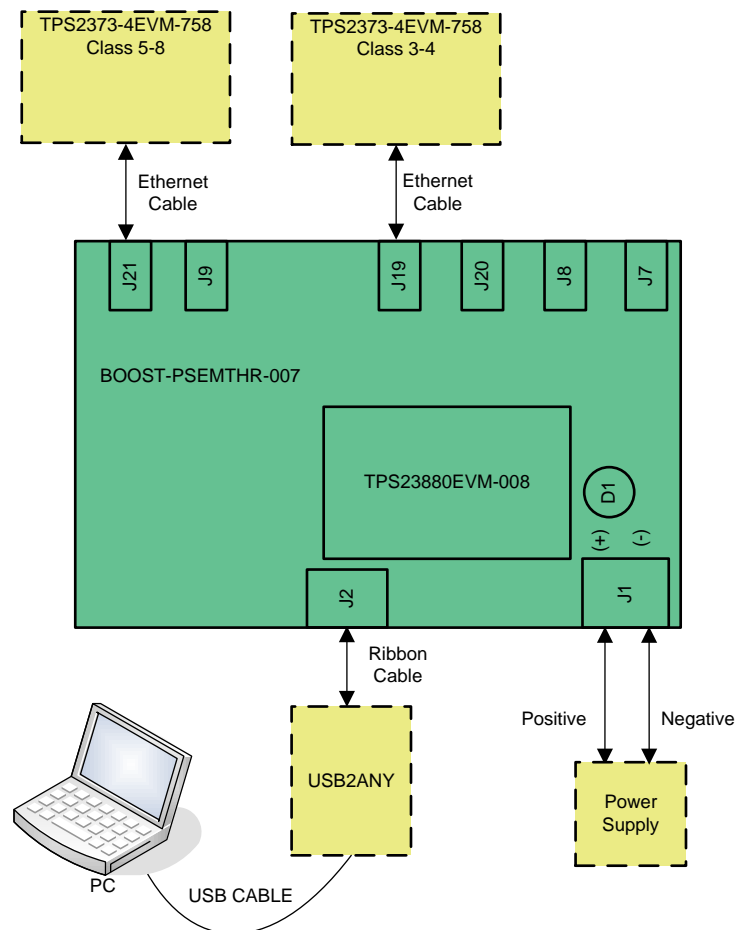 TPS2373-4EVM-758
Class 5-8
TPS2373-4EVM-758
Class 3-4
Ethernet
Cable
Ethernet
Cable
J21
J9
J19
J20
J8
J7
BOOST-PSEMTHR-007
TPS23880EVM-008
D1
(+)
(-)
J2
J1
Ribbon
Cable
Positive
Negative
USB2ANY
Power
Supply
PC
USB CABLE